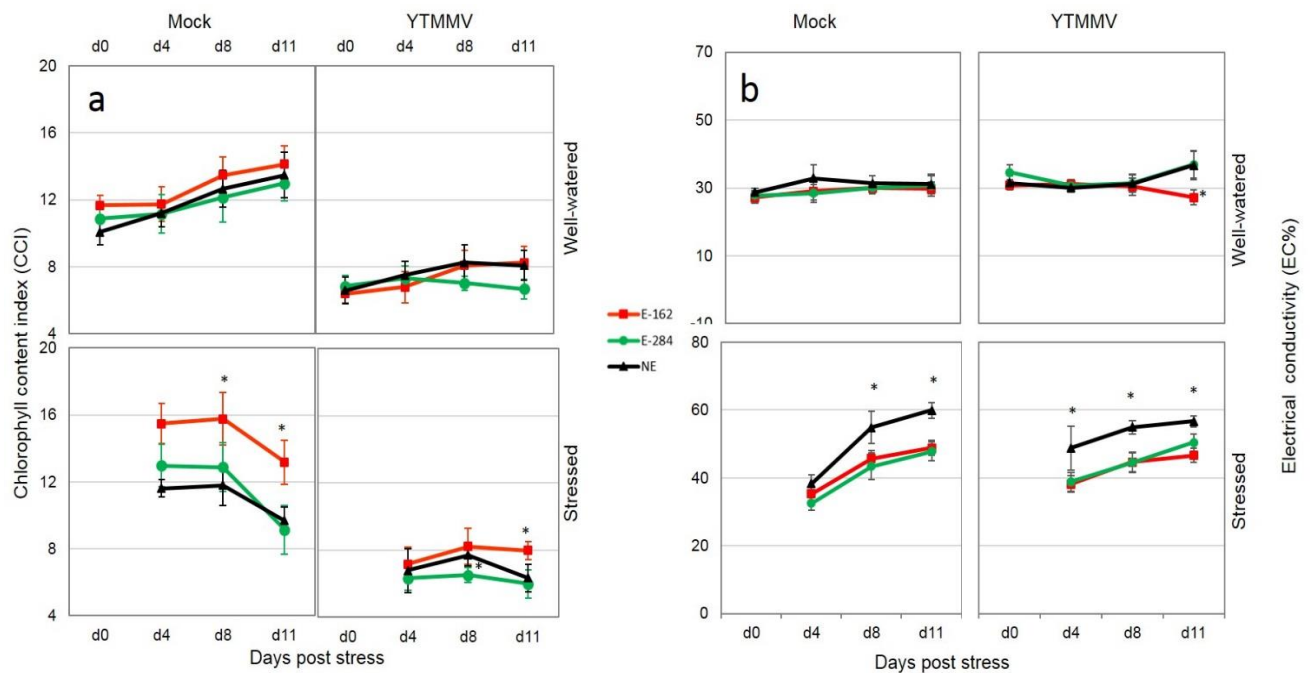 Mock YTMMV
d0 d4 d8 d11 d0 d4 d8 d11
a
20
16
12
8
4
Well-watered
20
16
12
8
4
* * * *
Stressed
d0 d4 d8 d11 d0 d4 d8 d11
Days post stress
Chlorophyll content index (CCI)
E-162
E-284
NE
Mock YTMMV
b
70
50
30
10
-10
*
Well-watered
80
60
40
20
0
* * * * *
Stressed
d0 d4 d8 d11 d0 d4 d8 d11
Days post stress
Electrical conductivity (EC%)